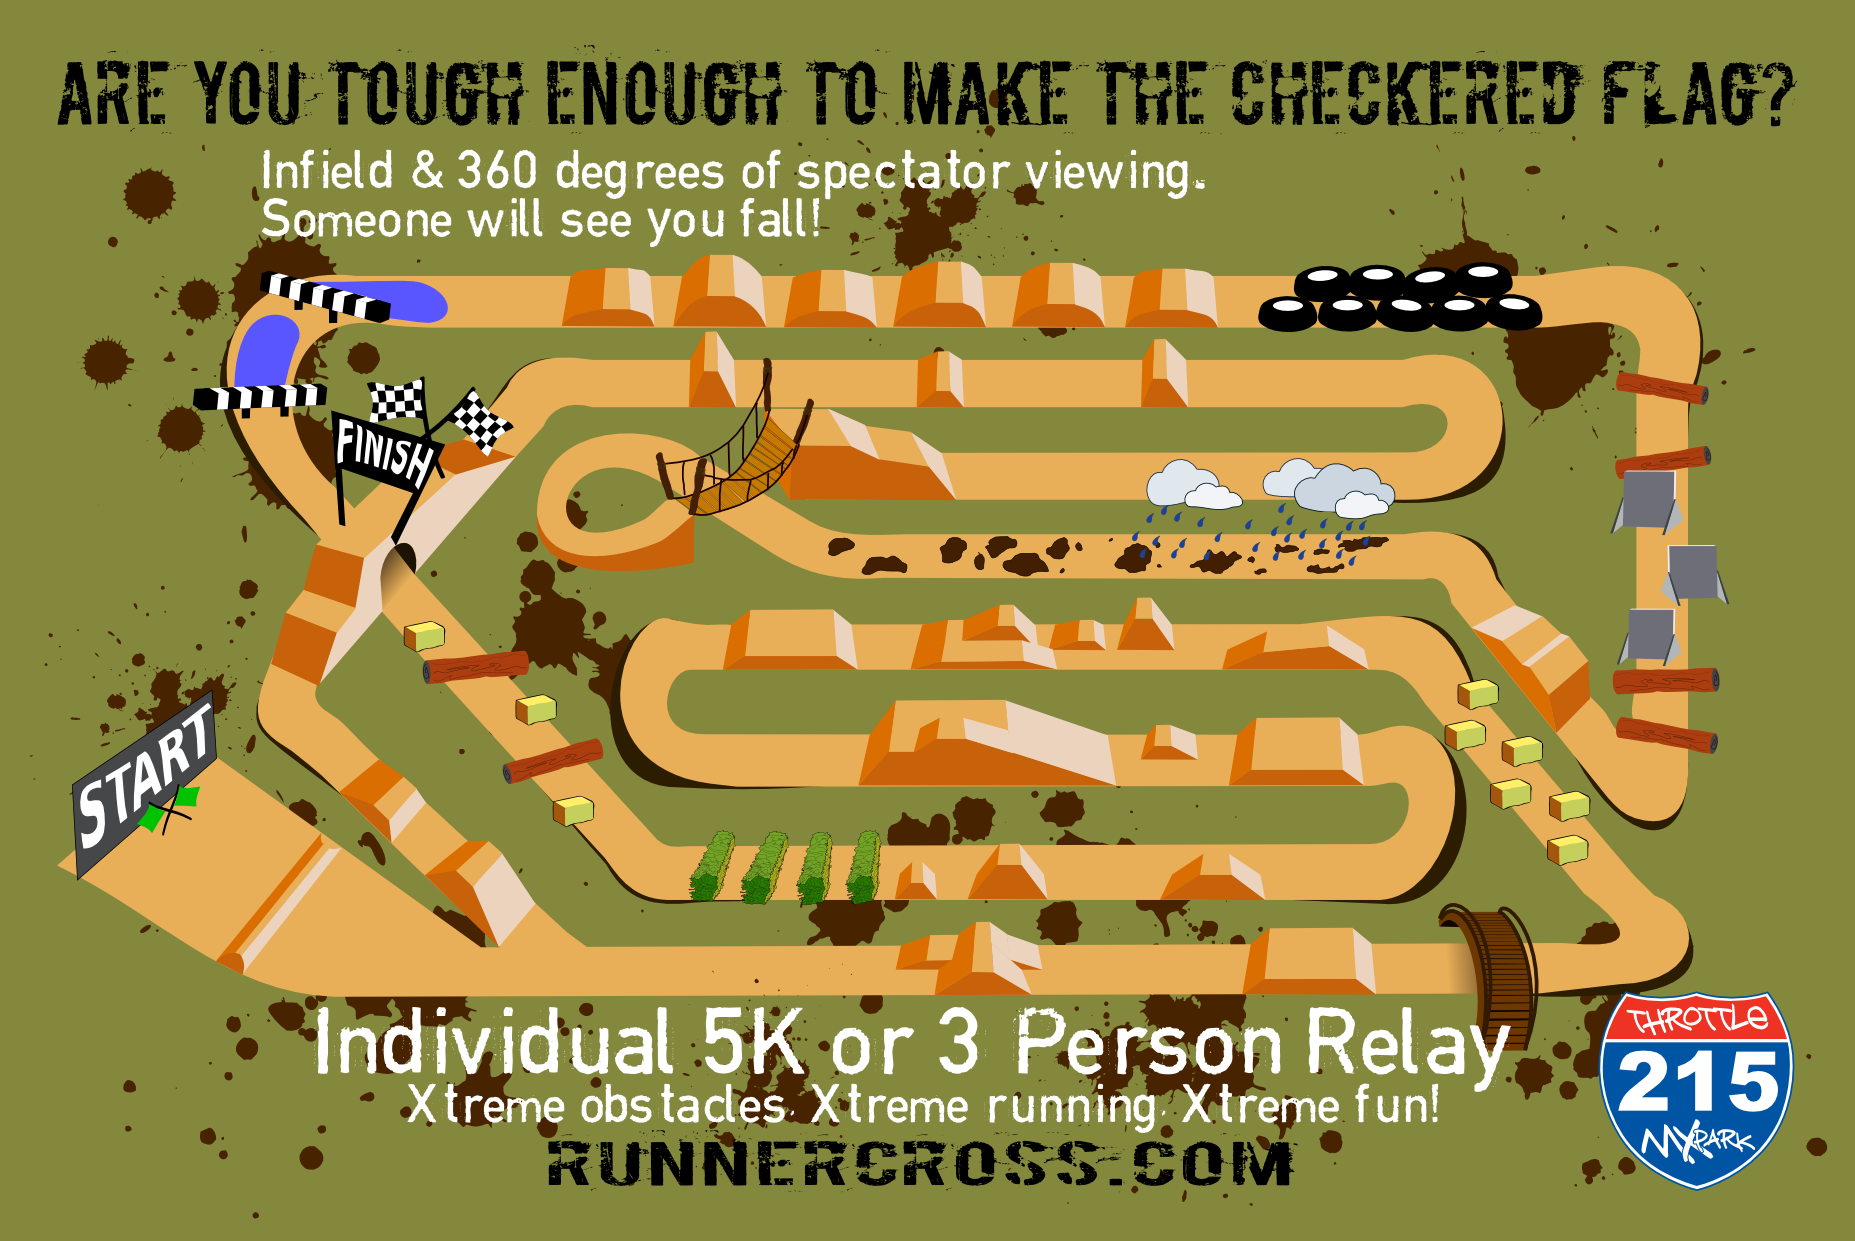 ARE YOU TOUGH ENOUGH TO MAKE THE CHECKERED FLAG?
Infield & 360 degrees of spectator viewing.
Someone will see you fall!
FINISH
START
Individual 5K or 3 Person Relay
Xtreme obstacles. Xtreme running. Xtreme fun!
RUNNERCROSS.COM
THROTTLE
215
MX PARK